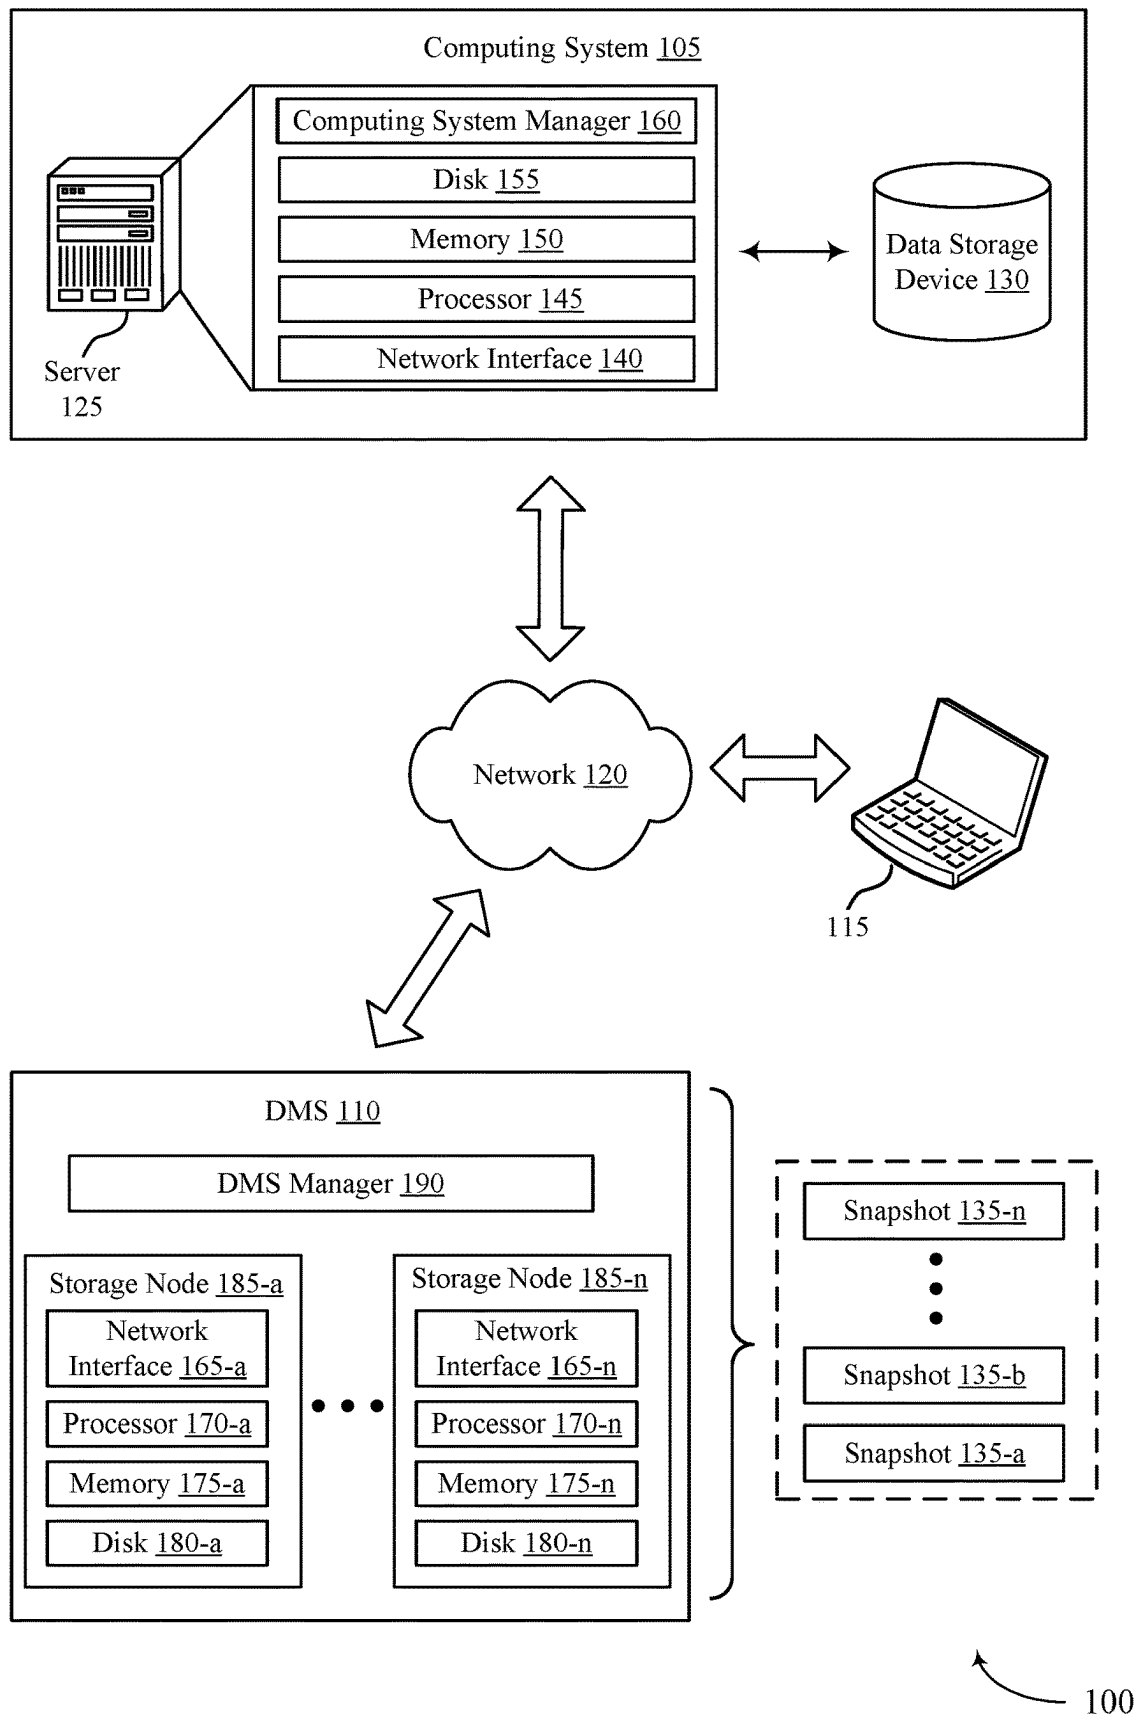 Computing System 105
Computing System Manager 160
Disk 155
Memory 150
Processor 145
Network Interface 140
Server
125
Data Storage
Device 130
Network 120
115
DMS 110
DMS Manager 190
Storage Node 185-a
Network
Interface 165-a
Processor 170-a
Memory 175-a
Disk 180-a
Storage Node 185-n
Network
Interface 165-n
Processor 170-n
Memory 175-n
Disk 180-n
Snapshot 135-n
Snapshot 135-b
Snapshot 135-a
100